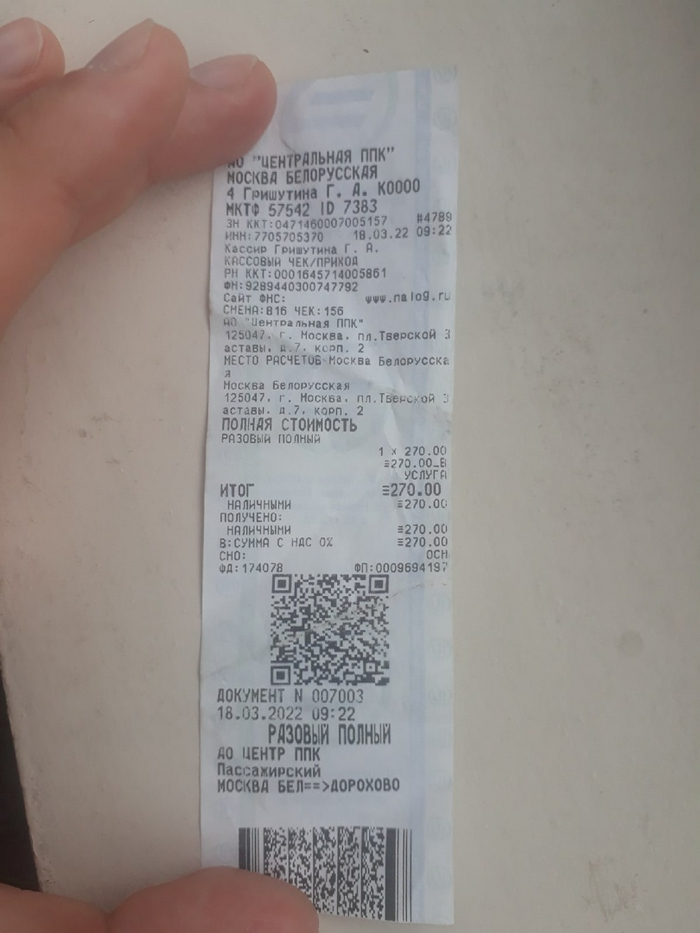 АО "ЦЕНТРАЛЬНАЯ ППК"
МОСКВА БЕЛОРУССКАЯ
4 Гришутина Г. А. К0000
МКТФ 57542 ID 7383
ЗН ККТ:0471460007005157 #4789
ИНН:7705705370 18.03.22 09:22
Кассир Гришутина Г. А.
КАССОВЫЙ ЧЕК/ПРИХОД
РН ККТ:0001645714005861
ФН:9289440300747792
Сайт ФНС: www.nalog.ru
СМЕНА:816 ЧЕК:156
АО "Центральная ППК"
125047, г. Москва, пл.Тверской З
аставы, д.7, корп. 2
МЕСТО РАСЧЕТОВ Москва Белорусска
я
Москва Белорусская
125047, г. Москва, пл.Тверской З
аставы, д.7, корп. 2
ПОЛНАЯ СТОИМОСТЬ
РАЗОВЫЙ ПОЛНЫЙ
1 x 270.00
≡270.00_В
УСЛУГА
ИТОГ ≡270.00
НАЛИЧНЫМИ ≡270.00
ПОЛУЧЕНО:
НАЛИЧНЫМИ ≡270.00
В:СУММА С НДС 0% ≡270.00
СНО: ОСН
ФД:174078 ФП:0009694197
ДОКУМЕНТ N 007003
18.03.2022 09:22
РАЗОВЫЙ ПОЛНЫЙ
АО ЦЕНТР ППК
Пассажирский
МОСКВА БЕЛ==>ДОРОХОВО